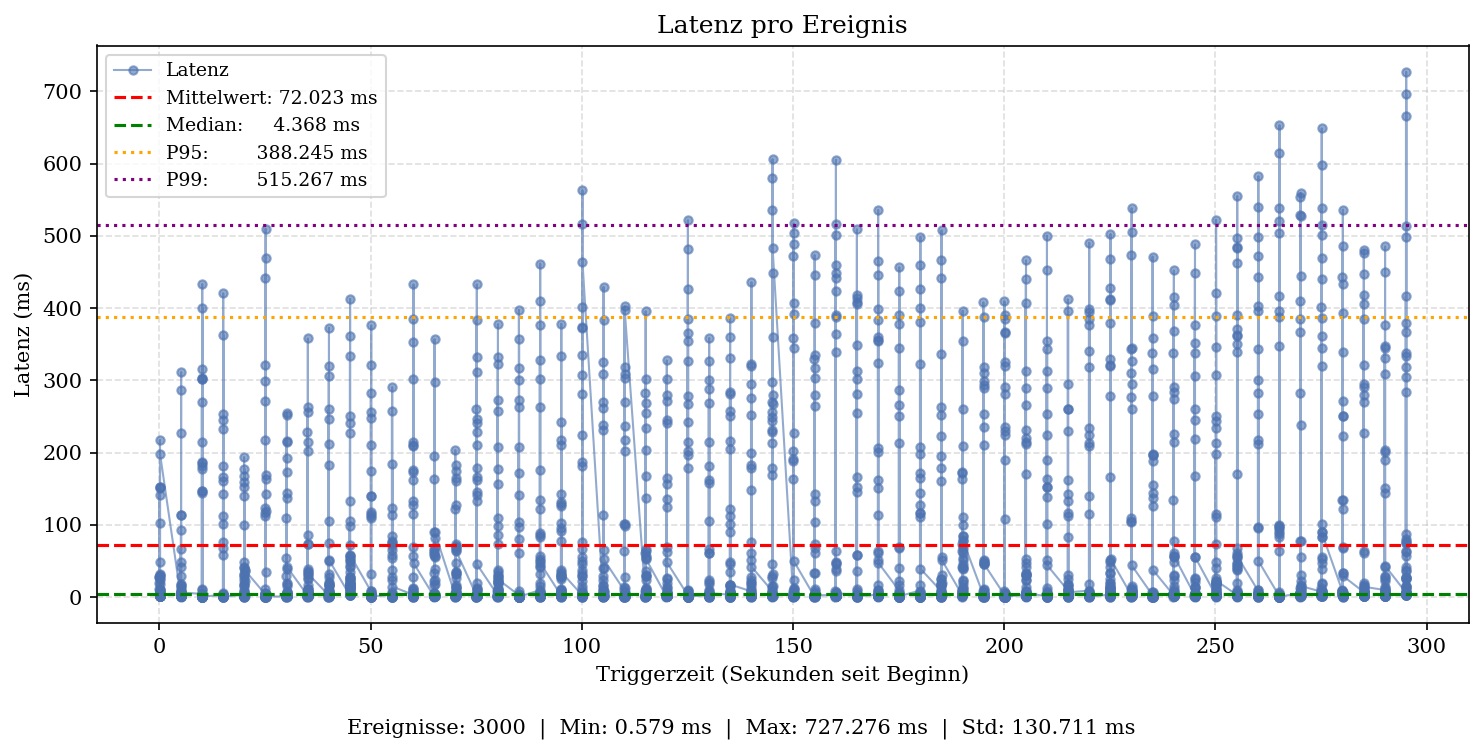 Latenz pro Ereignis
Latenz
Mittelwert: 72.023 ms
Median: 4.368 ms
P95: 388.245 ms
P99: 515.267 ms
Latenz (ms)
700
600
500
400
300
200
100
0
0 50 100 150 200 250 300
Triggerzeit (Sekunden seit Beginn)
Ereignisse: 3000 | Min: 0.579 ms | Max: 727.276 ms | Std: 130.711 ms